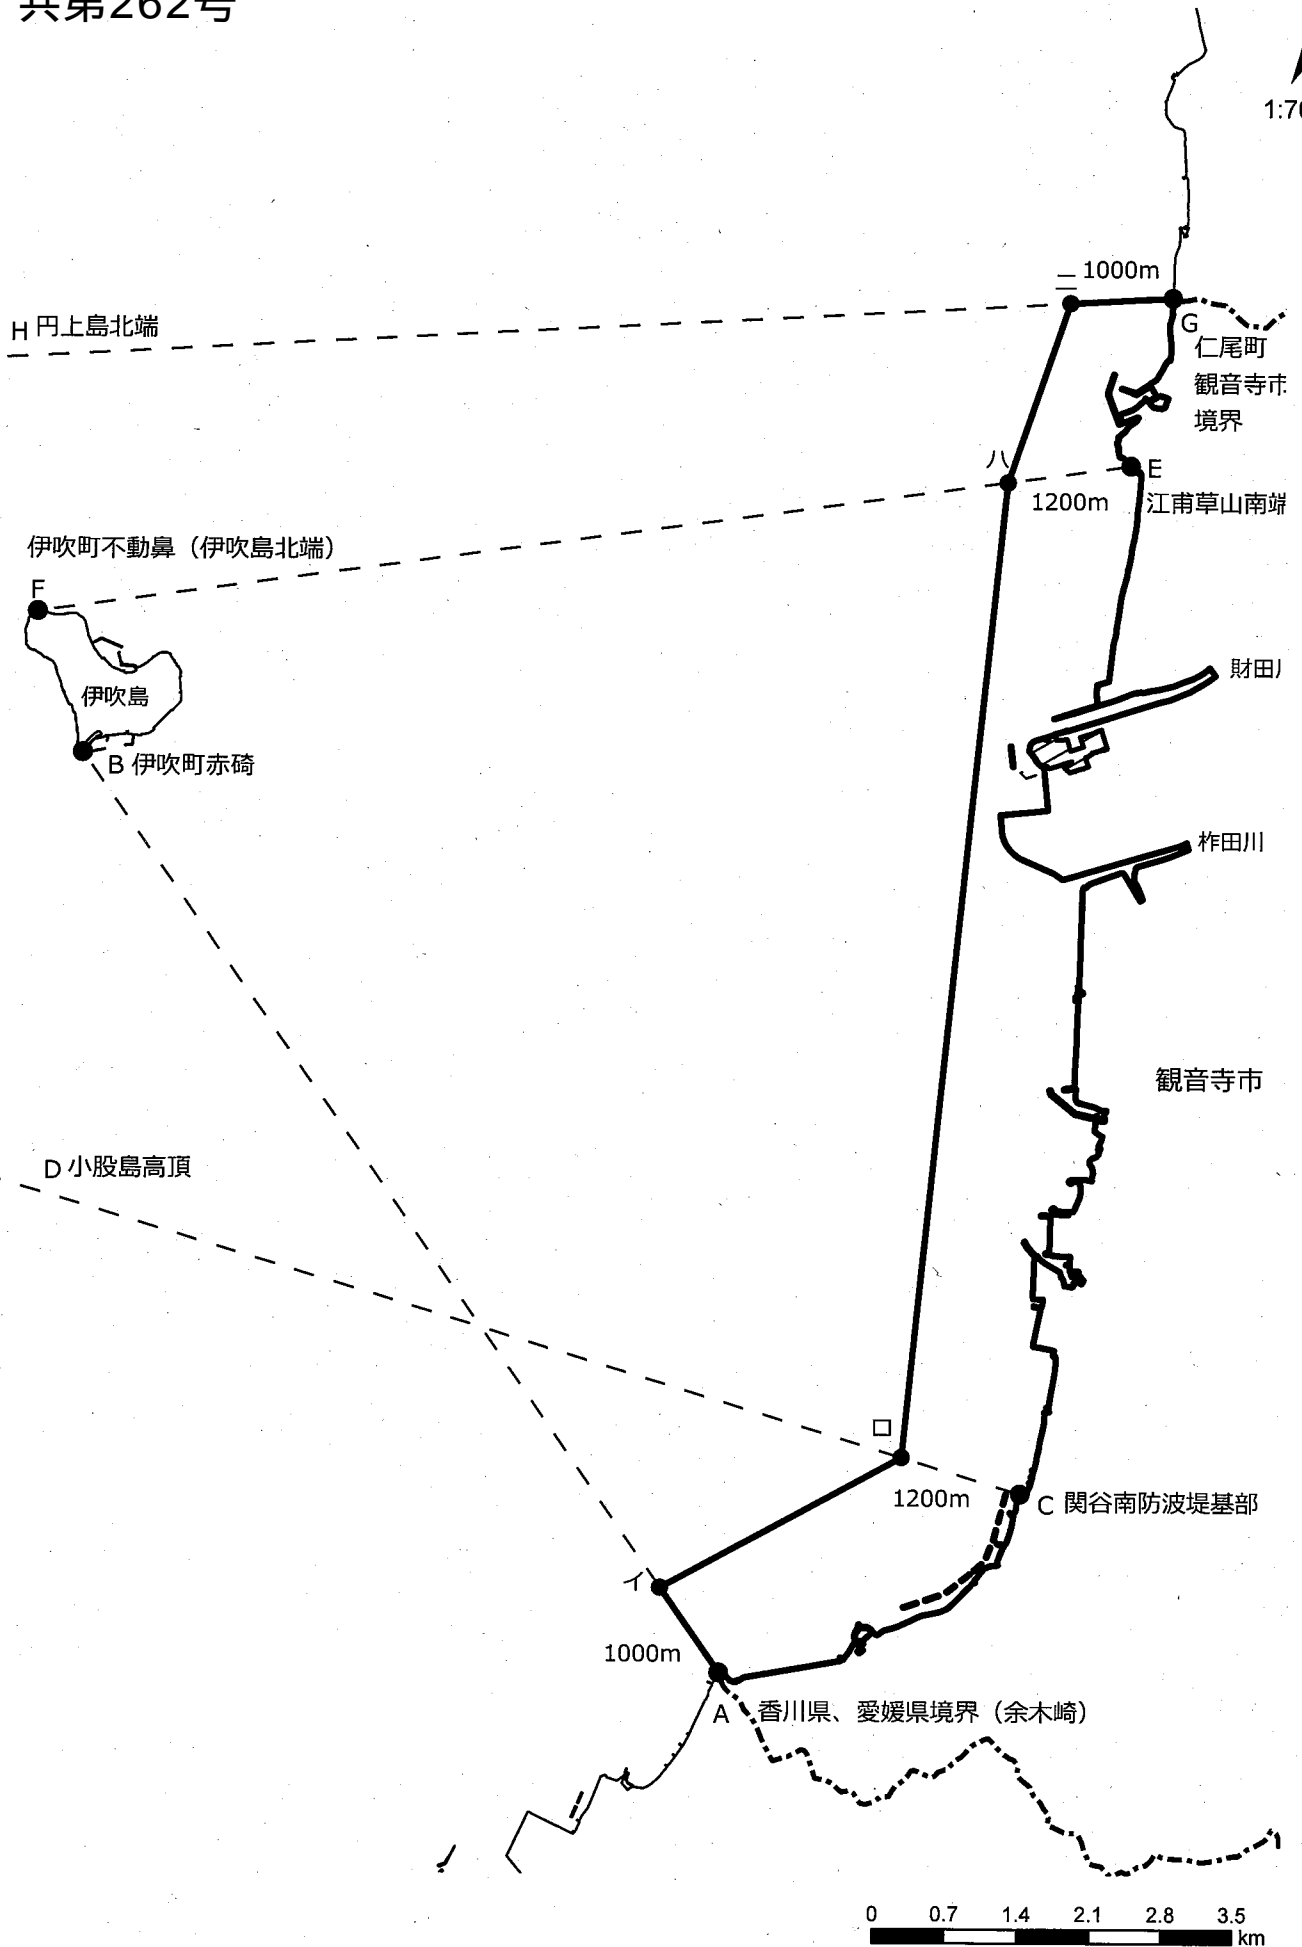 共第262号
1:70
1000m
ニ
H 円上島北端
G
仁尾町
観音寺市
境界
ハ
E
1200m
江甫草山南端
伊吹町不動鼻（伊吹島北端）
F
財田川
伊吹島
B 伊吹町赤碕
柞田川
観音寺市
D 小股島高頂
ロ
1200m
C 関谷南防波堤基部
イ
1000m
A
香川県、愛媛県境界（余木崎）
0 0.7 1.4 2.1 2.8 3.5
km